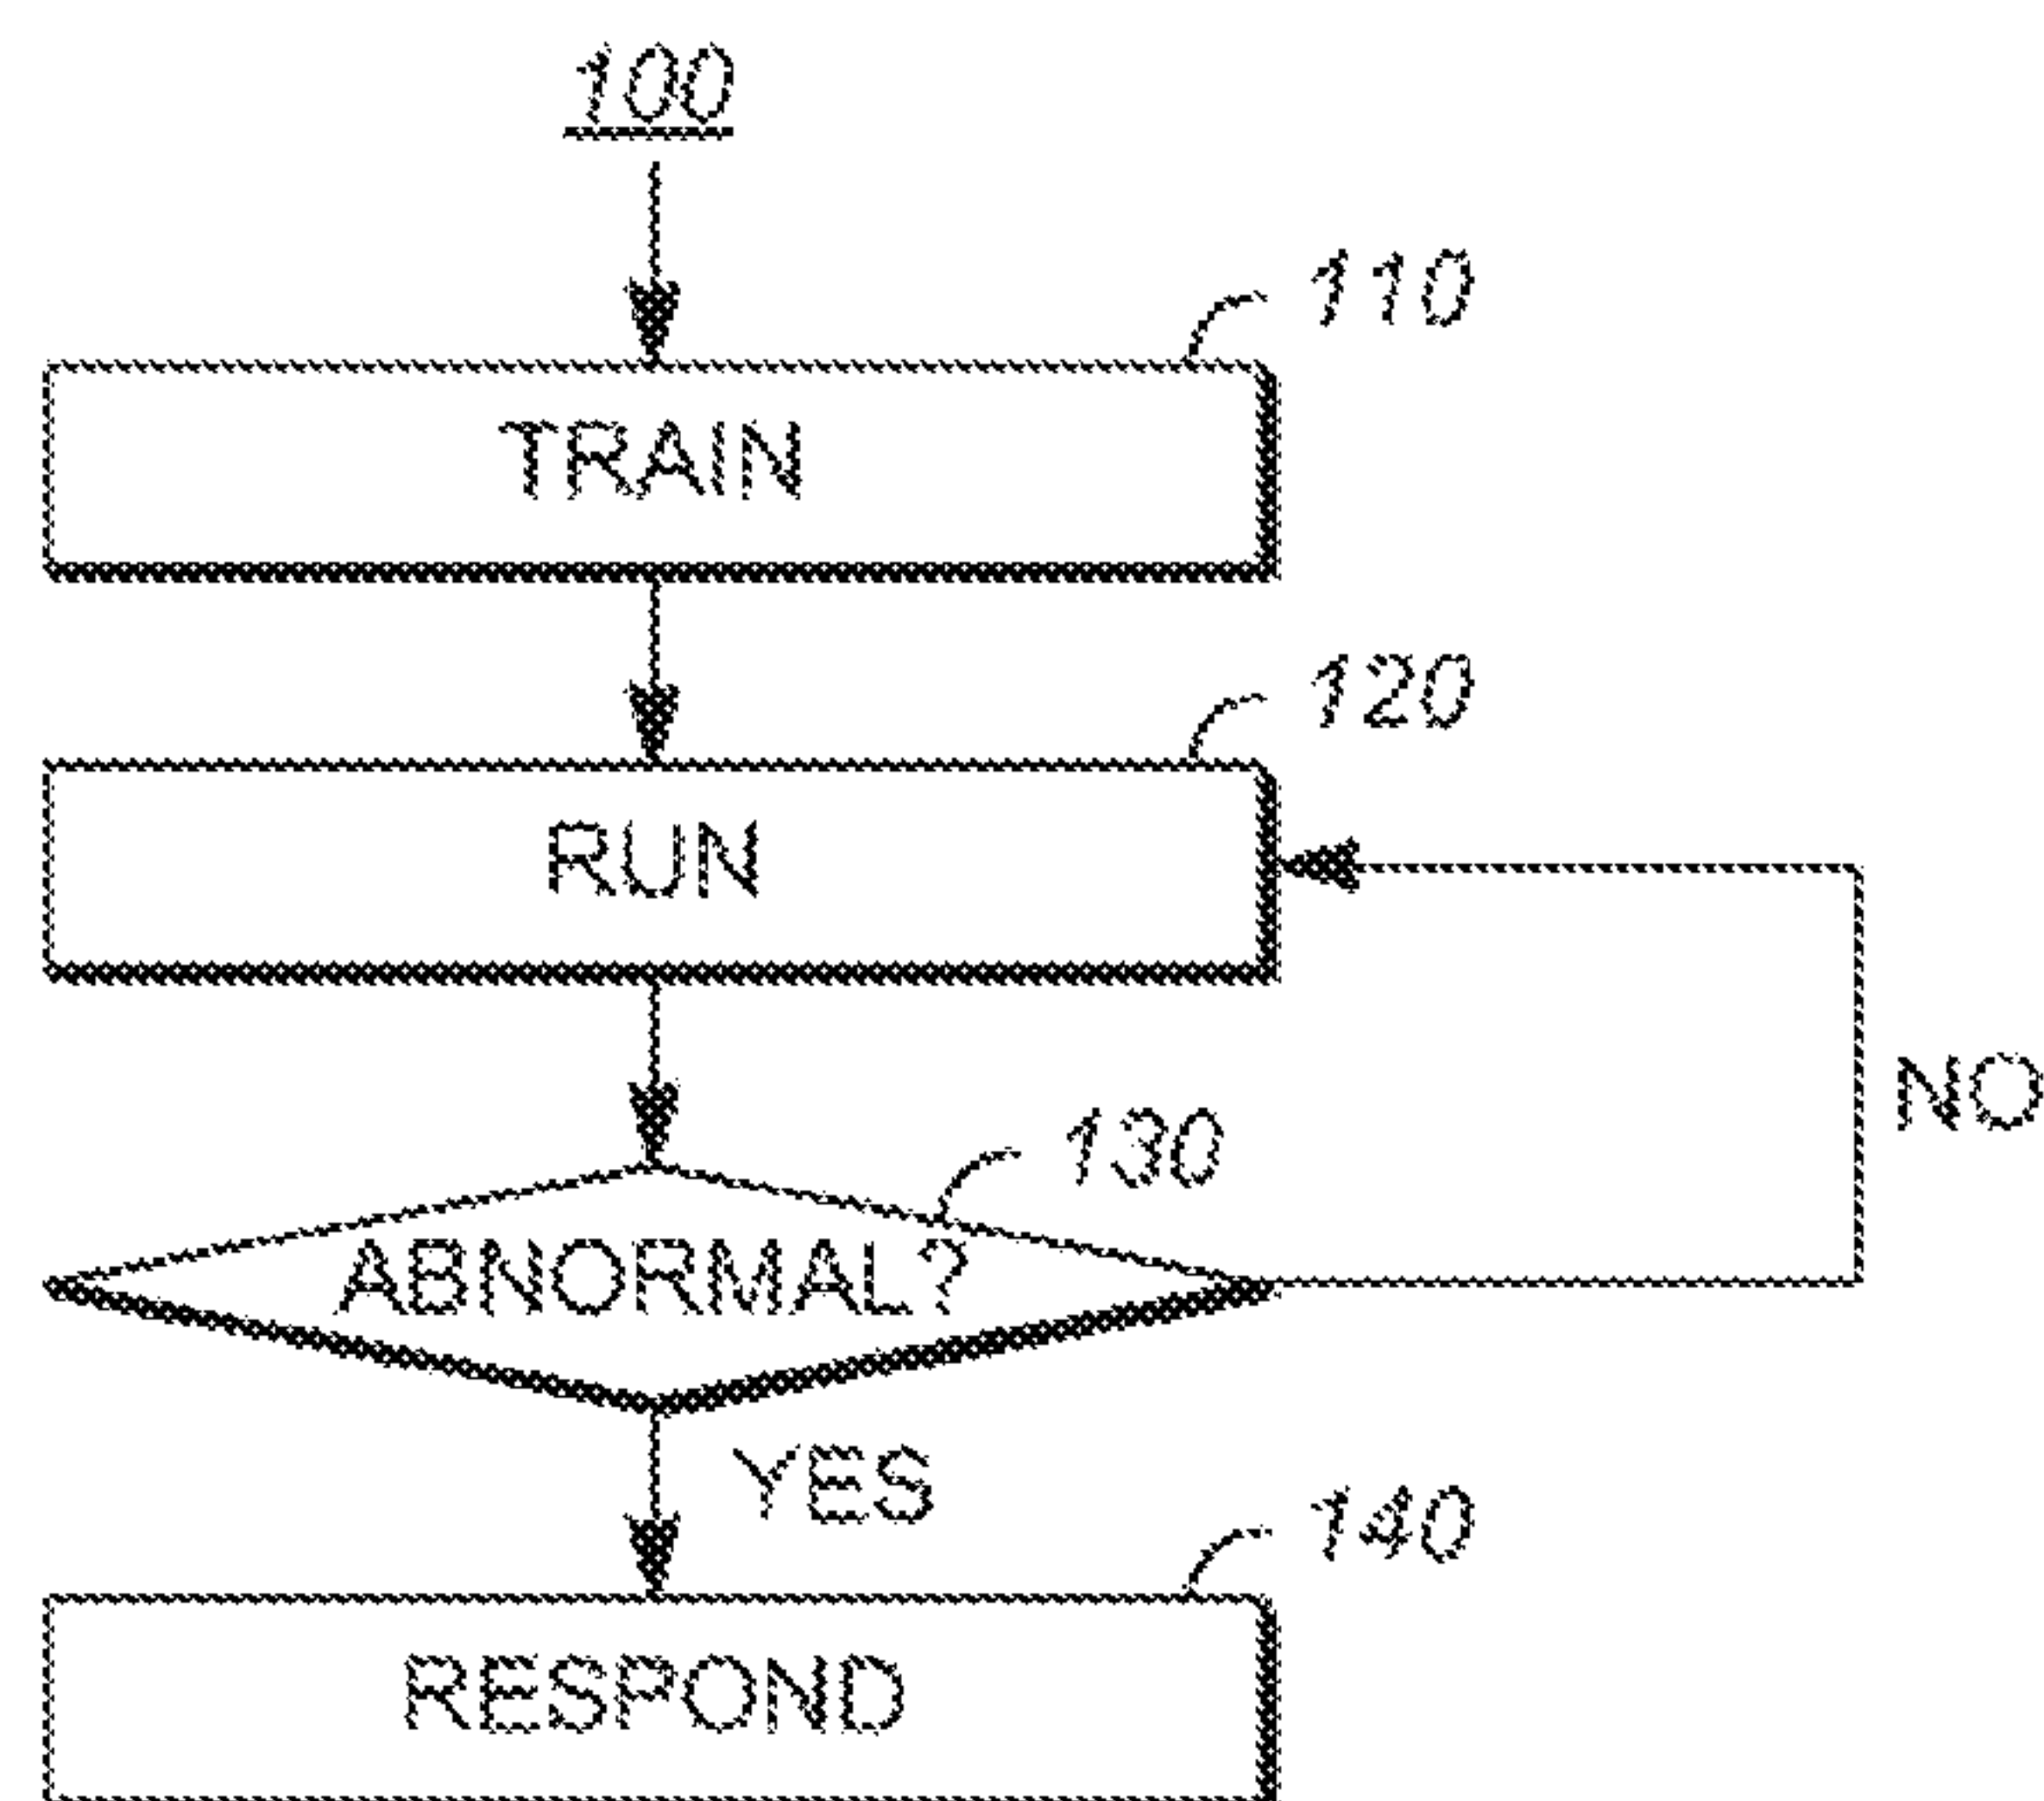 100
110
TRAIN
120
RUN
NO
130
ABNORMAL?
YES
140
RESPOND